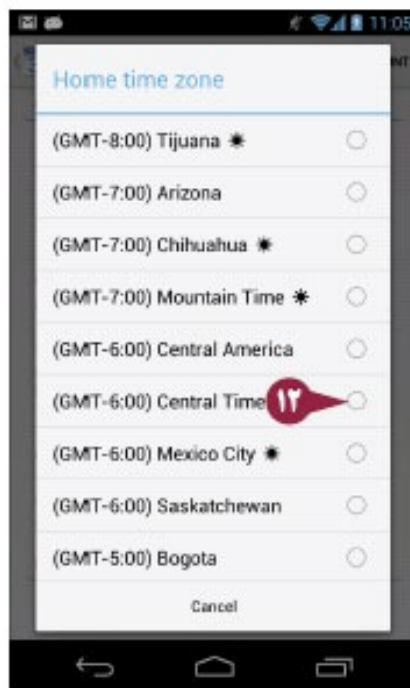 11:05
Home time zone
(GMT-8:00) Tijuana ☀
(GMT-7:00) Arizona
(GMT-7:00) Chihuahua ☀
(GMT-7:00) Mountain Time ☀
(GMT-6:00) Central America
(GMT-6:00) Central Time ۱۲
(GMT-6:00) Mexico City ☀
(GMT-6:00) Saskatchewan
(GMT-5:00) Bogota
Cancel